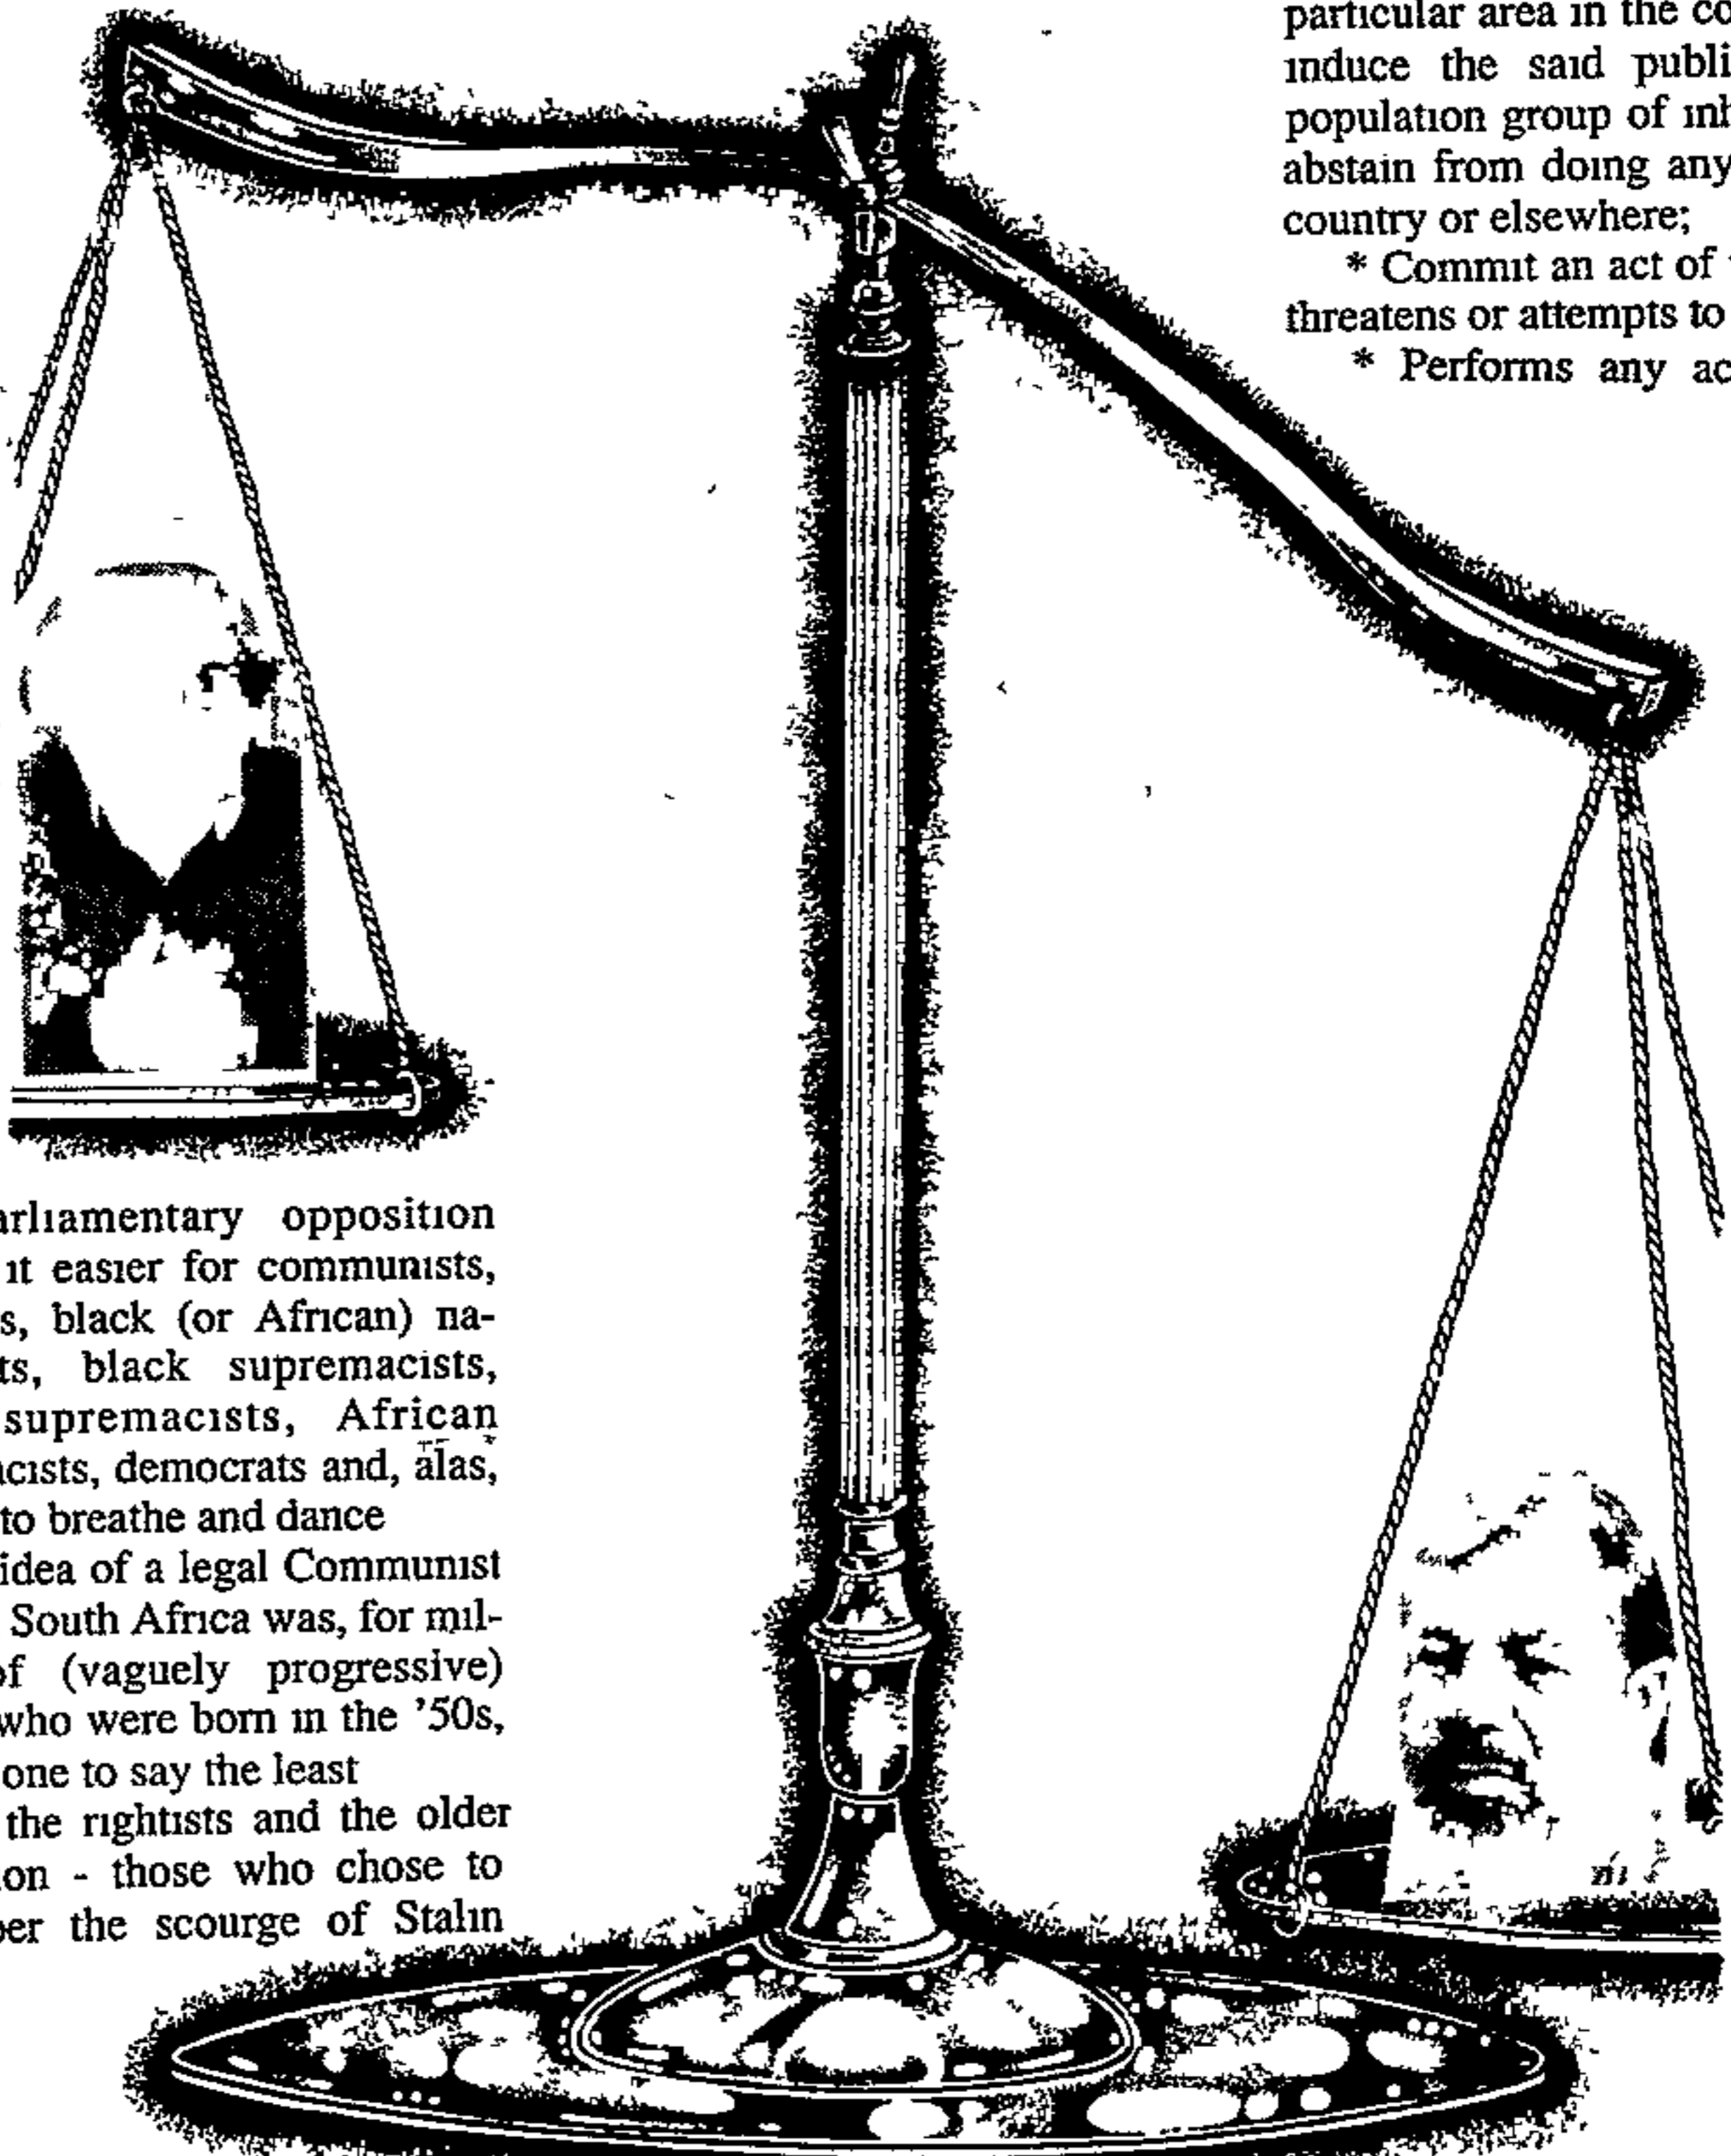 arliamentary opposition
it easier for communists,
s, black (or African) na-
ts, black supremacists,
supremacists, African
acists, democrats and, alas,
to breathe and dance
idea of a legal Communist
South Africa was, for mil-
of (vaguely progressive)
who were born in the '50s,
one to say the least
the rightists and the older
on - those who chose to
ber the scourge of Stalin
particular area in the co
induce the said publi
population group of inh
abstain from doing any
country or elsewhere;
* Commit an act of
threatens or attempts to
* Performs any ac